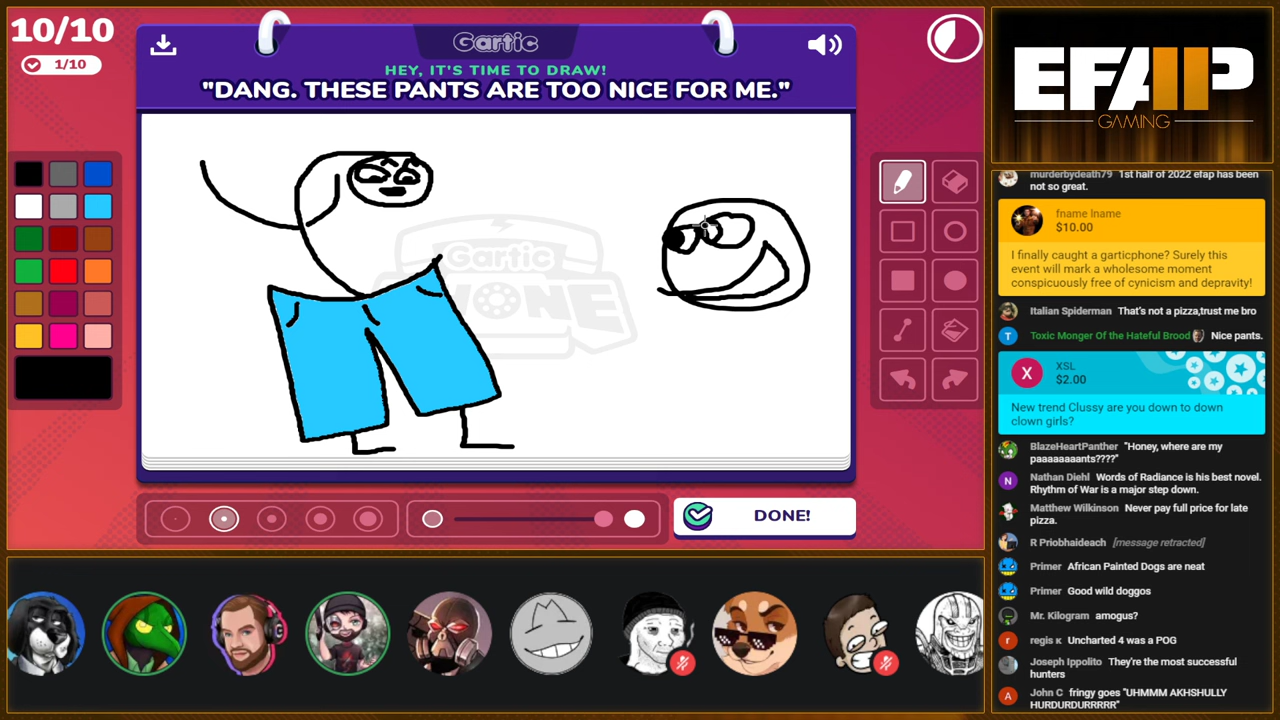 10/10
1/10
Gartic
HEY, IT'S TIME TO DRAW!
"DANG. THESE PANTS ARE TOO NICE FOR ME."
Gartic
PHONE
DONE!
EFAP
GAMING
murderbydeath79 1st half of 2022 efap has been
not so great.
fname lname
$10.00
I finally caught a garticphone? Surely this
event will mark a wholesome moment
conspicuously free of cynicism and depravity!
Italian Spiderman That's not a pizza,trust me bro
T Toxic Monger Of the Hateful Brood Nice pants.
X XSL
$2.00
New trend Clussy are you down to down
clown girls?
BlazeHeartPanther "Honey, where are my
paaaaaaaants????"
N Nathan Diehl Words of Radiance is his best novel.
Rhythm of War is a major step down.
Matthew Wilkinson Never pay full price for late
pizza.
R Priobhaideach [message retracted]
Primer African Painted Dogs are neat
Primer Good wild doggos
Mr. Kilogram amogus?
r regis κ Uncharted 4 was a POG
Joseph Ippolito They're the most successful
hunters
A John C fringy goes "UHMMM AKHSHULLY
HURDURDURRRRR"